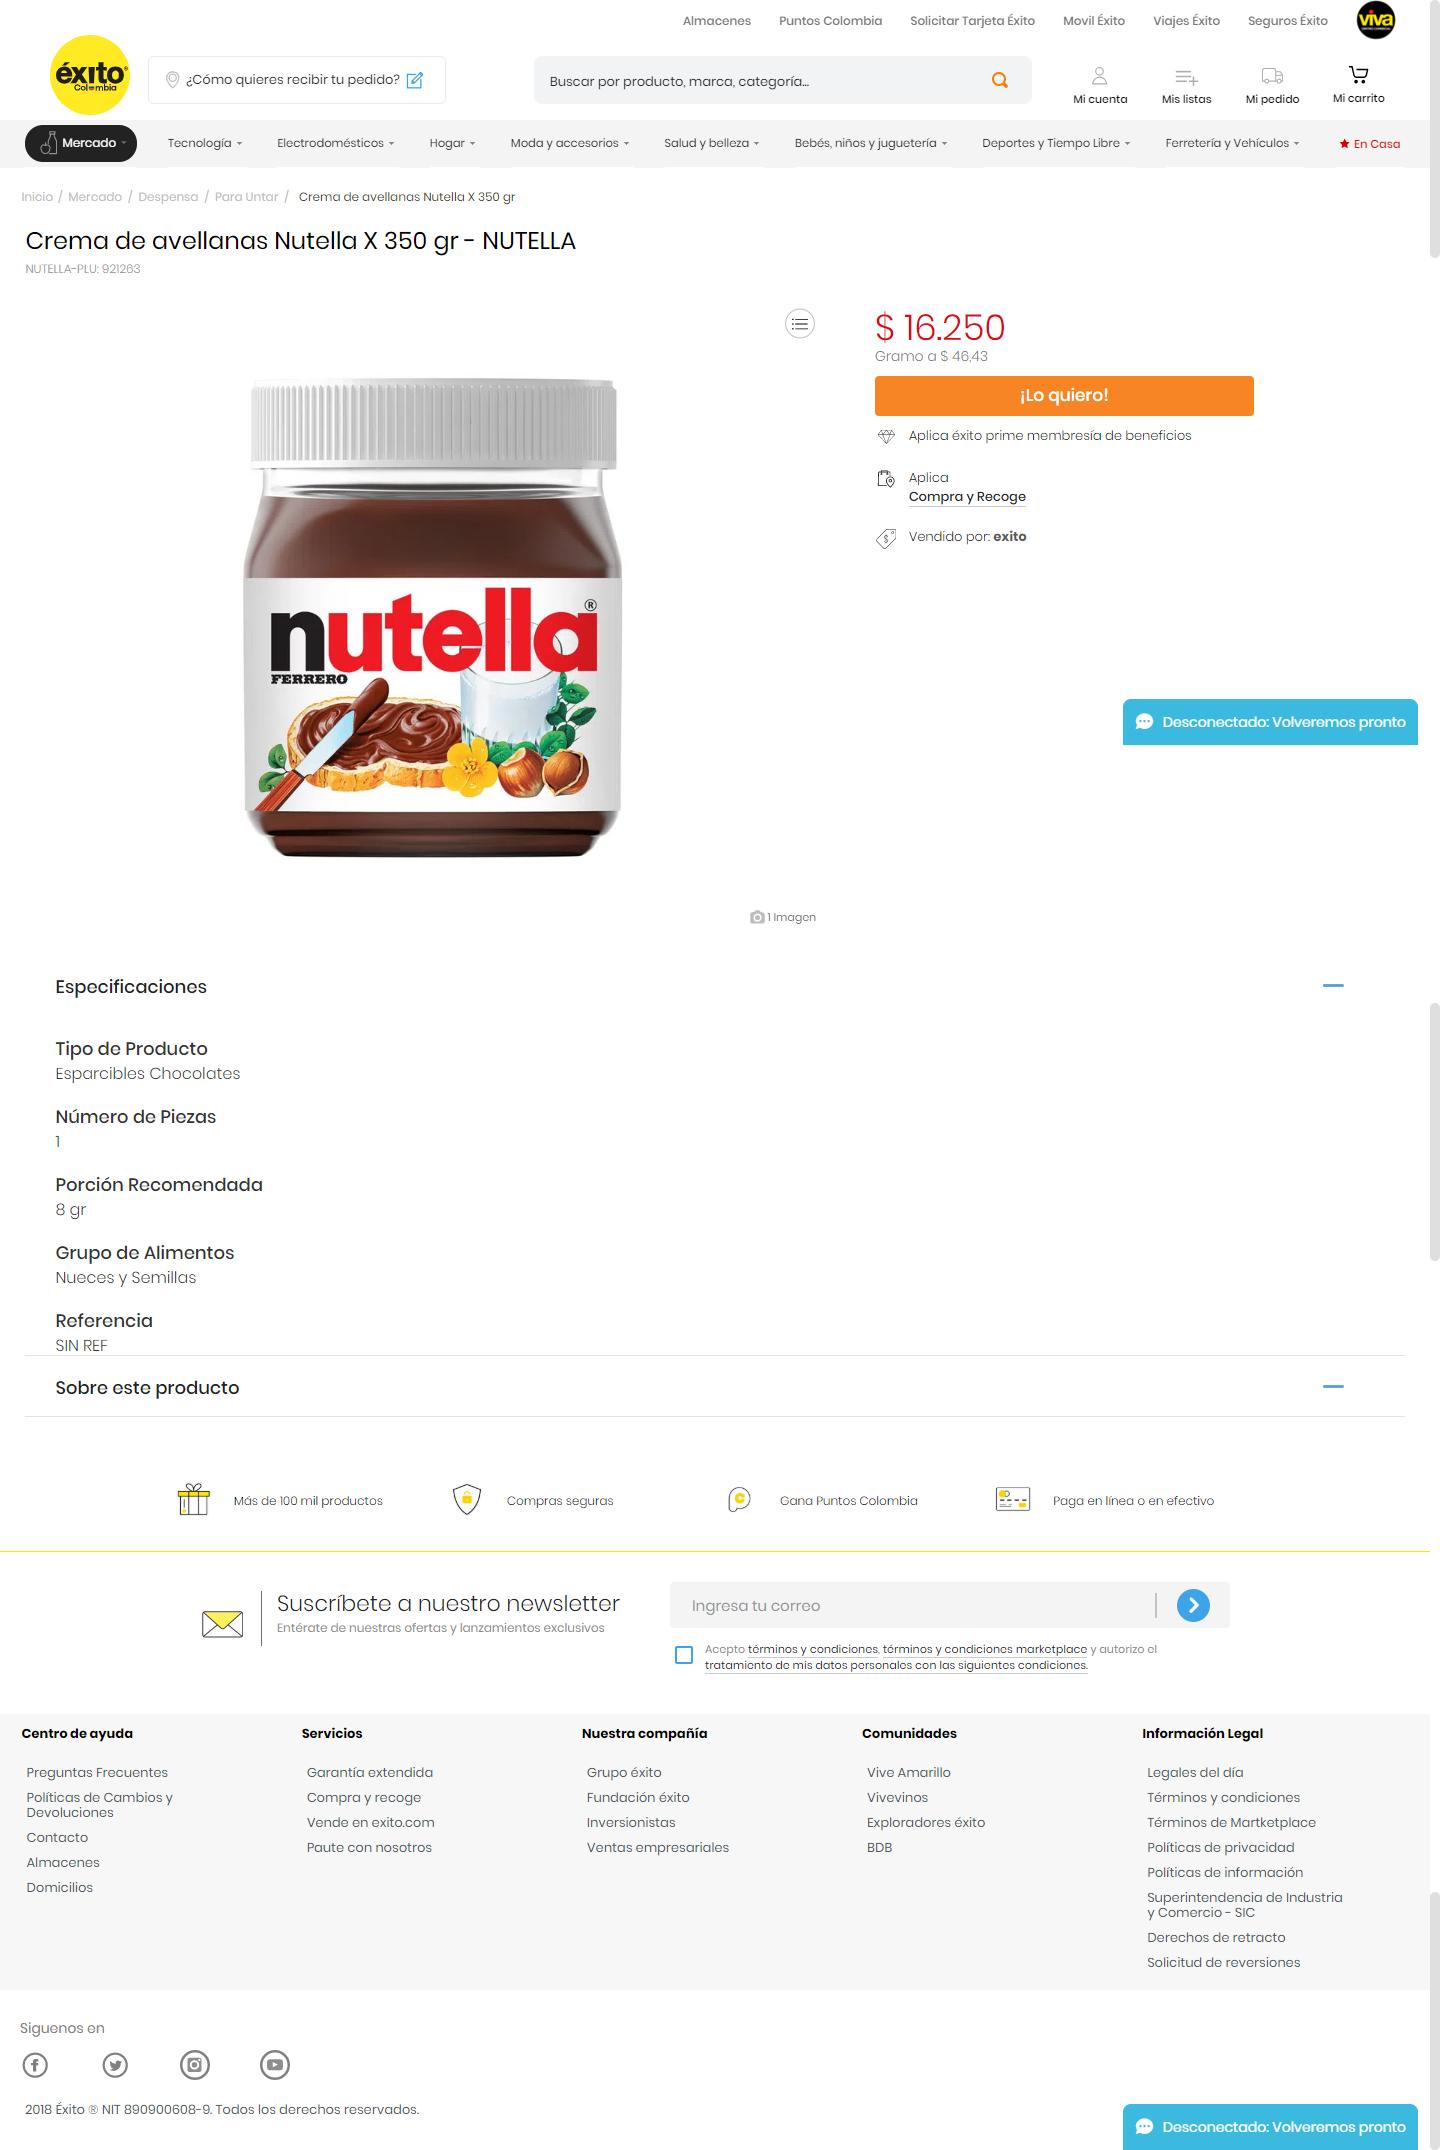 Almacenes Puntos Colombia Solicitar Tarjeta Éxito Movil Éxito Viajes Éxito Seguros Éxito viva
éxito
Colombia
¿Cómo quieres recibir tu pedido?
Buscar por producto, marca, categoría...
Mi cuenta Mis listas Mi pedido Mi carrito
Mercado Tecnología Electrodomésticos Hogar Moda y accesorios Salud y belleza Bebés, niños y juguetería Deportes y Tiempo Libre Ferretería y Vehículos En Casa
Inicio / Mercado / Despensa / Para Untar / Crema de avellanas Nutella X 350 gr
Crema de avellanas Nutella X 350 gr - NUTELLA
NUTELLA-PLU: 921263
$ 16.250
Gramo a $ 46,43
¡Lo quiero!
Aplica éxito prime membresía de beneficios
Aplica
Compra y Recoge
Vendido por: exito
nutella®
FERRERO
Desconectado: Volveremos pronto
1 Imagen
Especificaciones
Tipo de Producto
Esparcibles Chocolates
Número de Piezas
1
Porción Recomendada
8 gr
Grupo de Alimentos
Nueces y Semillas
Referencia
SIN REF
Sobre este producto
Más de 100 mil productos Compras seguras Gana Puntos Colombia Paga en línea o en efectivo
Suscríbete a nuestro newsletter
Entérate de nuestras ofertas y lanzamientos exclusivos
Ingresa tu correo
Acepto términos y condiciones, términos y condiciones marketplace y autorizo el
tratamiento de mis datos personales con las siguientes condiciones.
Centro de ayuda
Preguntas Frecuentes
Políticas de Cambios y
Devoluciones
Contacto
Almacenes
Domicilios
Servicios
Garantía extendida
Compra y recoge
Vende en exito.com
Paute con nosotros
Nuestra compañía
Grupo éxito
Fundación éxito
Inversionistas
Ventas empresariales
Comunidades
Vive Amarillo
Vivevinos
Exploradores éxito
BDB
Información Legal
Legales del día
Términos y condiciones
Términos de Martketplace
Políticas de privacidad
Políticas de información
Superintendencia de Industria
y Comercio - SIC
Derechos de retracto
Solicitud de reversiones
Siguenos en
2018 Éxito ® NIT 890900608-9. Todos los derechos reservados.
Desconectado: Volveremos pronto